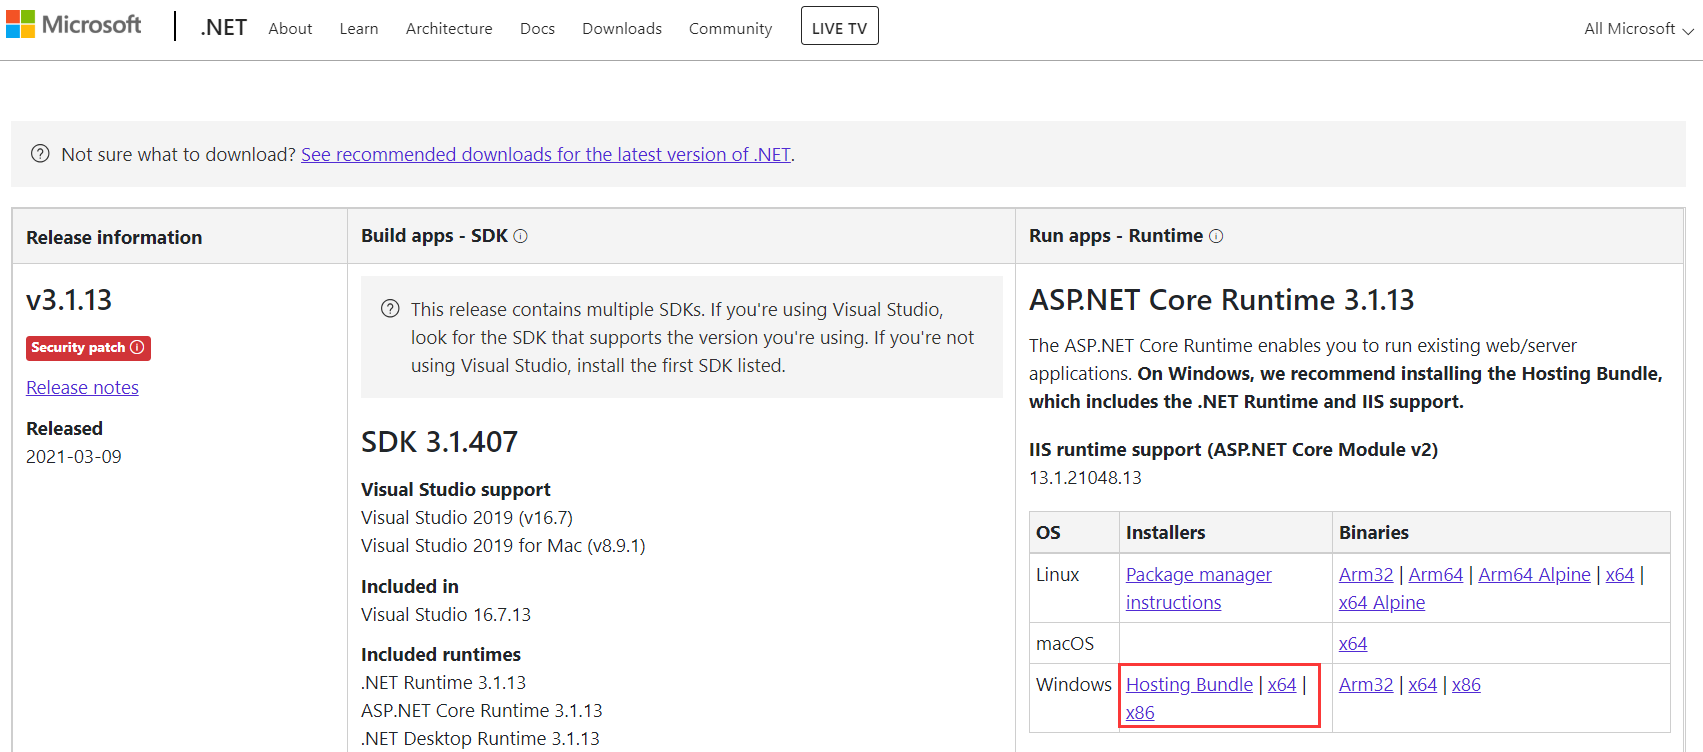 Microsoft | .NET About Learn Architecture Docs Downloads Community LIVE TV All Microsoft
Not sure what to download? See recommended downloads for the latest version of .NET.
Release information
v3.1.13
Security patch
Release notes
Released
2021-03-09
Build apps - SDK
This release contains multiple SDKs. If you're using Visual Studio,
look for the SDK that supports the version you're using. If you're not
using Visual Studio, install the first SDK listed.
SDK 3.1.407
Visual Studio support
Visual Studio 2019 (v16.7)
Visual Studio 2019 for Mac (v8.9.1)
Included in
Visual Studio 16.7.13
Included runtimes
.NET Runtime 3.1.13
ASP.NET Core Runtime 3.1.13
.NET Desktop Runtime 3.1.13
Run apps - Runtime
ASP.NET Core Runtime 3.1.13
The ASP.NET Core Runtime enables you to run existing web/server
applications. On Windows, we recommend installing the Hosting Bundle,
which includes the .NET Runtime and IIS support.
IIS runtime support (ASP.NET Core Module v2)
13.1.21048.13
OS Installers Binaries
Linux Package manager Arm32 | Arm64 | Arm64 Alpine | x64 |
instructions x64 Alpine
macOS x64
Windows Hosting Bundle | x64 | Arm32 | x64 | x86
x86